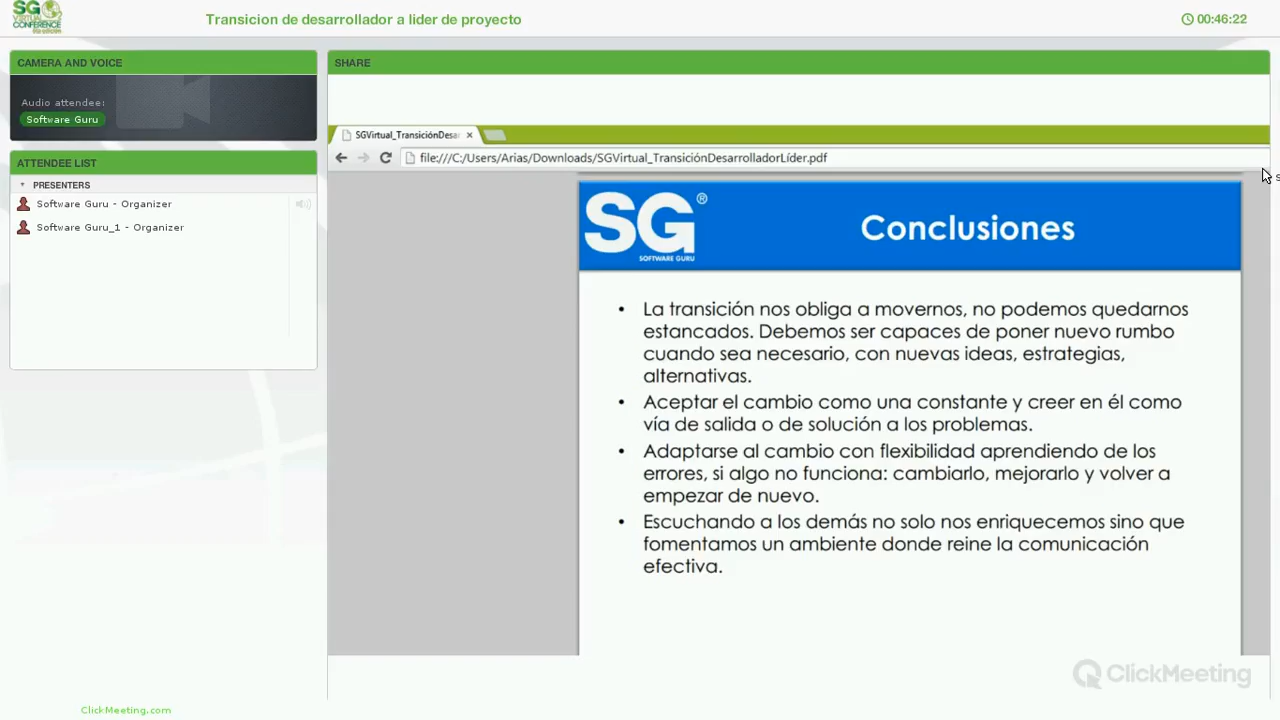 SG
VIRTUAL
CONFERENCE
Transicion de desarrollador a lider de proyecto
00:46:22
CAMERA AND VOICE
Audio attendee:
Software Guru
ATTENDEE LIST
PRESENTERS
Software Guru - Organizer
Software Guru_1 - Organizer
SHARE
SGVirtual_TransiciónDesar
file:///C:/Users/Arias/Downloads/SGVirtual_TransiciónDesarrolladorLíder.pdf
SG®
SOFTWARE GURU
Conclusiones
• La transición nos obliga a movernos, no podemos quedarnos
estancados. Debemos ser capaces de poner nuevo rumbo
cuando sea necesario, con nuevas ideas, estrategias,
alternativas.
• Aceptar el cambio como una constante y creer en él como
vía de salida o de solución a los problemas.
• Adaptarse al cambio con flexibilidad aprendiendo de los
errores, si algo no funciona: cambiarlo, mejorarlo y volver a
empezar de nuevo.
• Escuchando a los demás no solo nos enriquecemos sino que
fomentamos un ambiente donde reine la comunicación
efectiva.
ClickMeeting
ClickMeeting.com